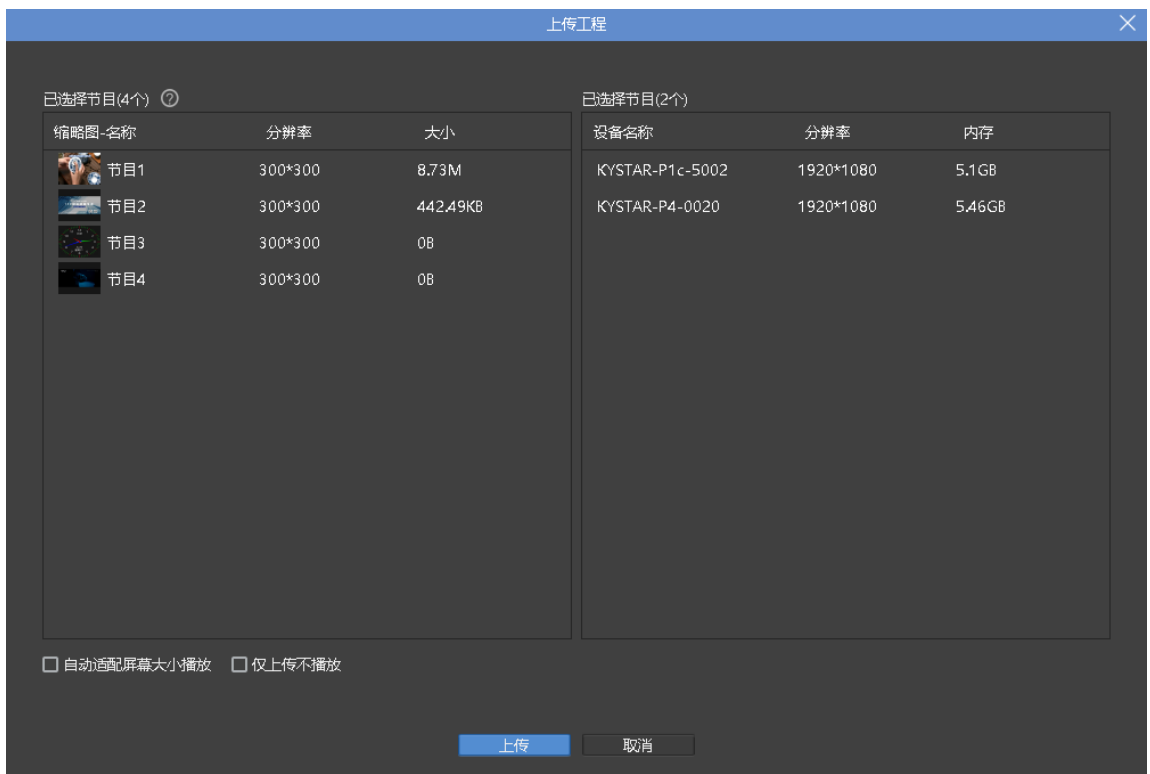 上传工程
已选择节目(4个)
缩略图-名称 分辨率 大小
节目1 300*300 8.73M
节目2 300*300 442.49KB
节目3 300*300 0B
节目4 300*300 0B
已选择节目(2个)
设备名称 分辨率 内存
KYSTAR-P1c-5002 1920*1080 5.1GB
KYSTAR-P4-0020 1920*1080 5.46GB
自动适配屏幕大小播放 仅上传不播放
上传 取消